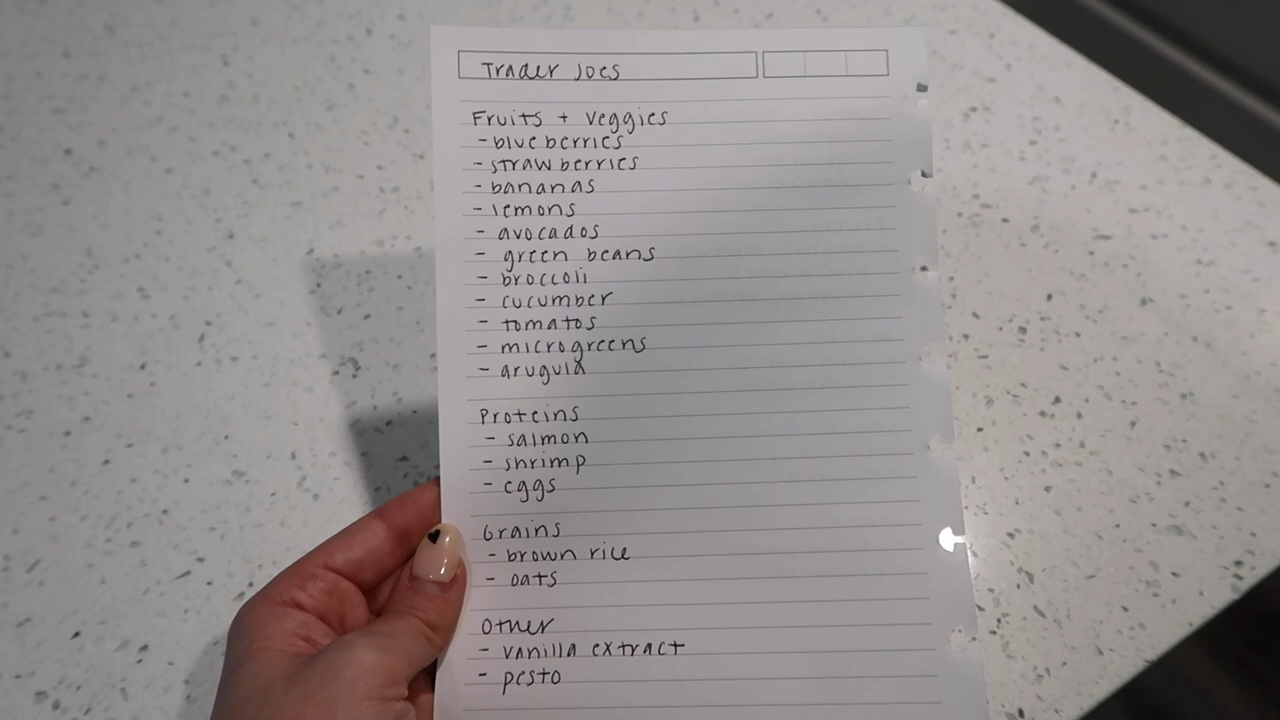 Trader Joes
Fruits + veggies
- blueberries
- strawberries
- bananas
- lemons
- avocados
- green beans
- broccoli
- cucumber
- tomatos
- microgreens
- arugula
Proteins
- salmon
- shrimp
- eggs
Grains
- brown rice
- oats
Other
- vanilla extract
- pesto